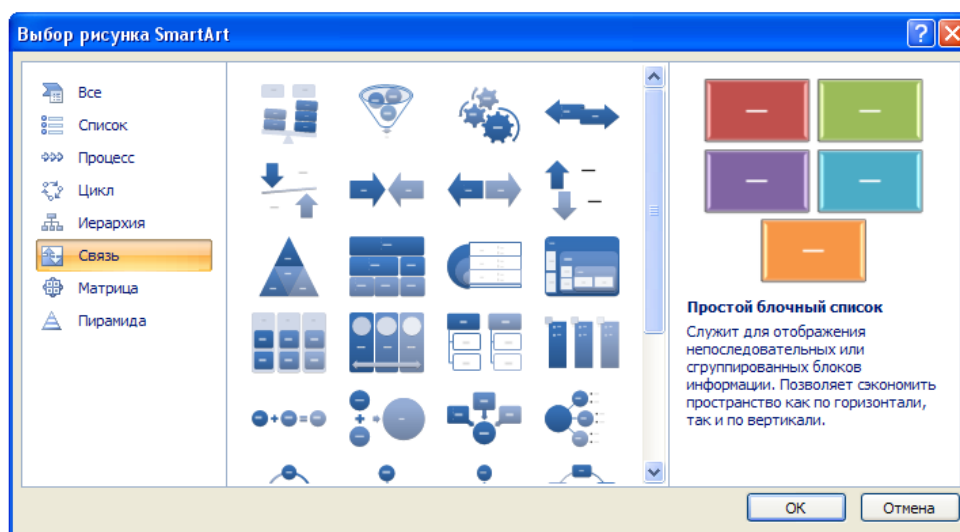 Выбор рисунка SmartArt
Все
Список
Процесс
Цикл
Иерархия
Связь
Матрица
Пирамида
Простой блочный список
Служит для отображения
непоследовательных или
сгруппированных блоков
информации. Позволяет сэкономить
пространство как по горизонтали,
так и по вертикали.
ОК
Отмена